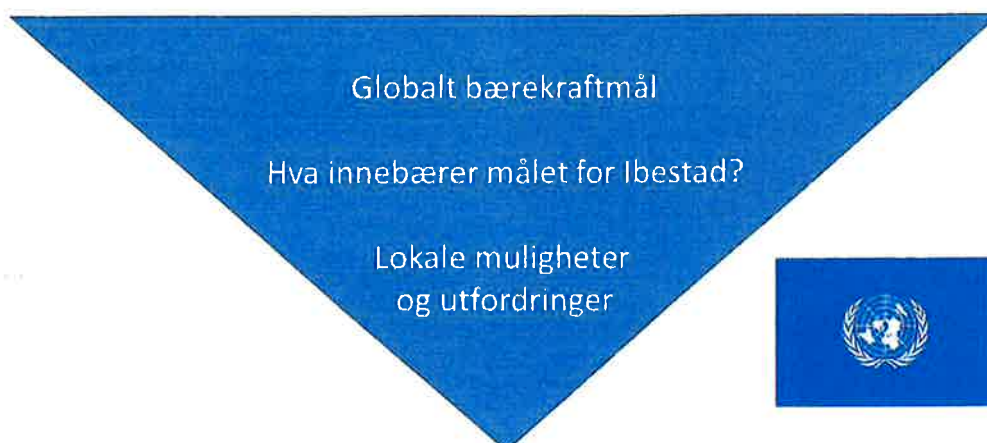 Globalt bærekraftmål
Hva innebærer målet for Ibestad?
Lokale muligheter
og utfordringer